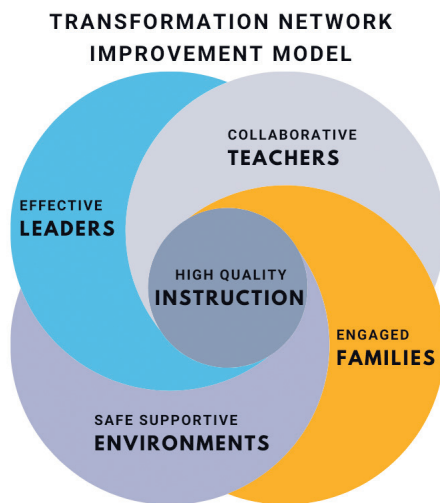 TRANSFORMATION NETWORK
IMPROVEMENT MODEL
COLLABORATIVE
TEACHERS
EFFECTIVE
LEADERS
HIGH QUALITY
INSTRUCTION
ENGAGED
FAMILIES
SAFE SUPPORTIVE
ENVIRONMENTS